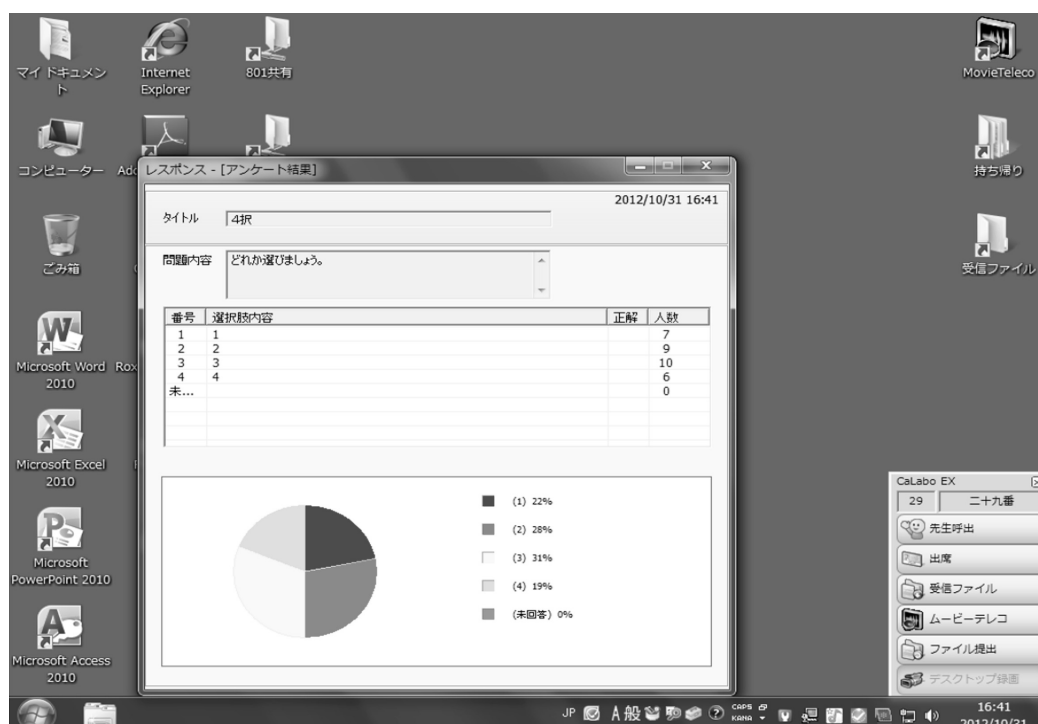 マイ ドキュメン
ト
Internet
Explorer
801共有
MovieTeleco
コンピューター
Ado
持ち帰り
ごみ箱
受信ファイル
Microsoft Word
2010
Rox
Microsoft Excel
2010
Microsoft
PowerPoint 2010
Microsoft Access
2010
レスポンス - [アンケート結果]
2012/10/31 16:41
タイトル 4択
問題内容 どれか選びましょう。
番号 選択肢内容 正解 人数
1 1 7
2 2 9
3 3 10
4 4 6
未... 0
(1) 22%
(2) 28%
(3) 31%
(4) 19%
(未回答) 0%
CaLabo EX
29 二十九番
先生呼出
出席
受信ファイル
ムービーテレコ
ファイル提出
デスクトップ録画
JP A 般 CAPS
KANA
16:41
2012/10/31